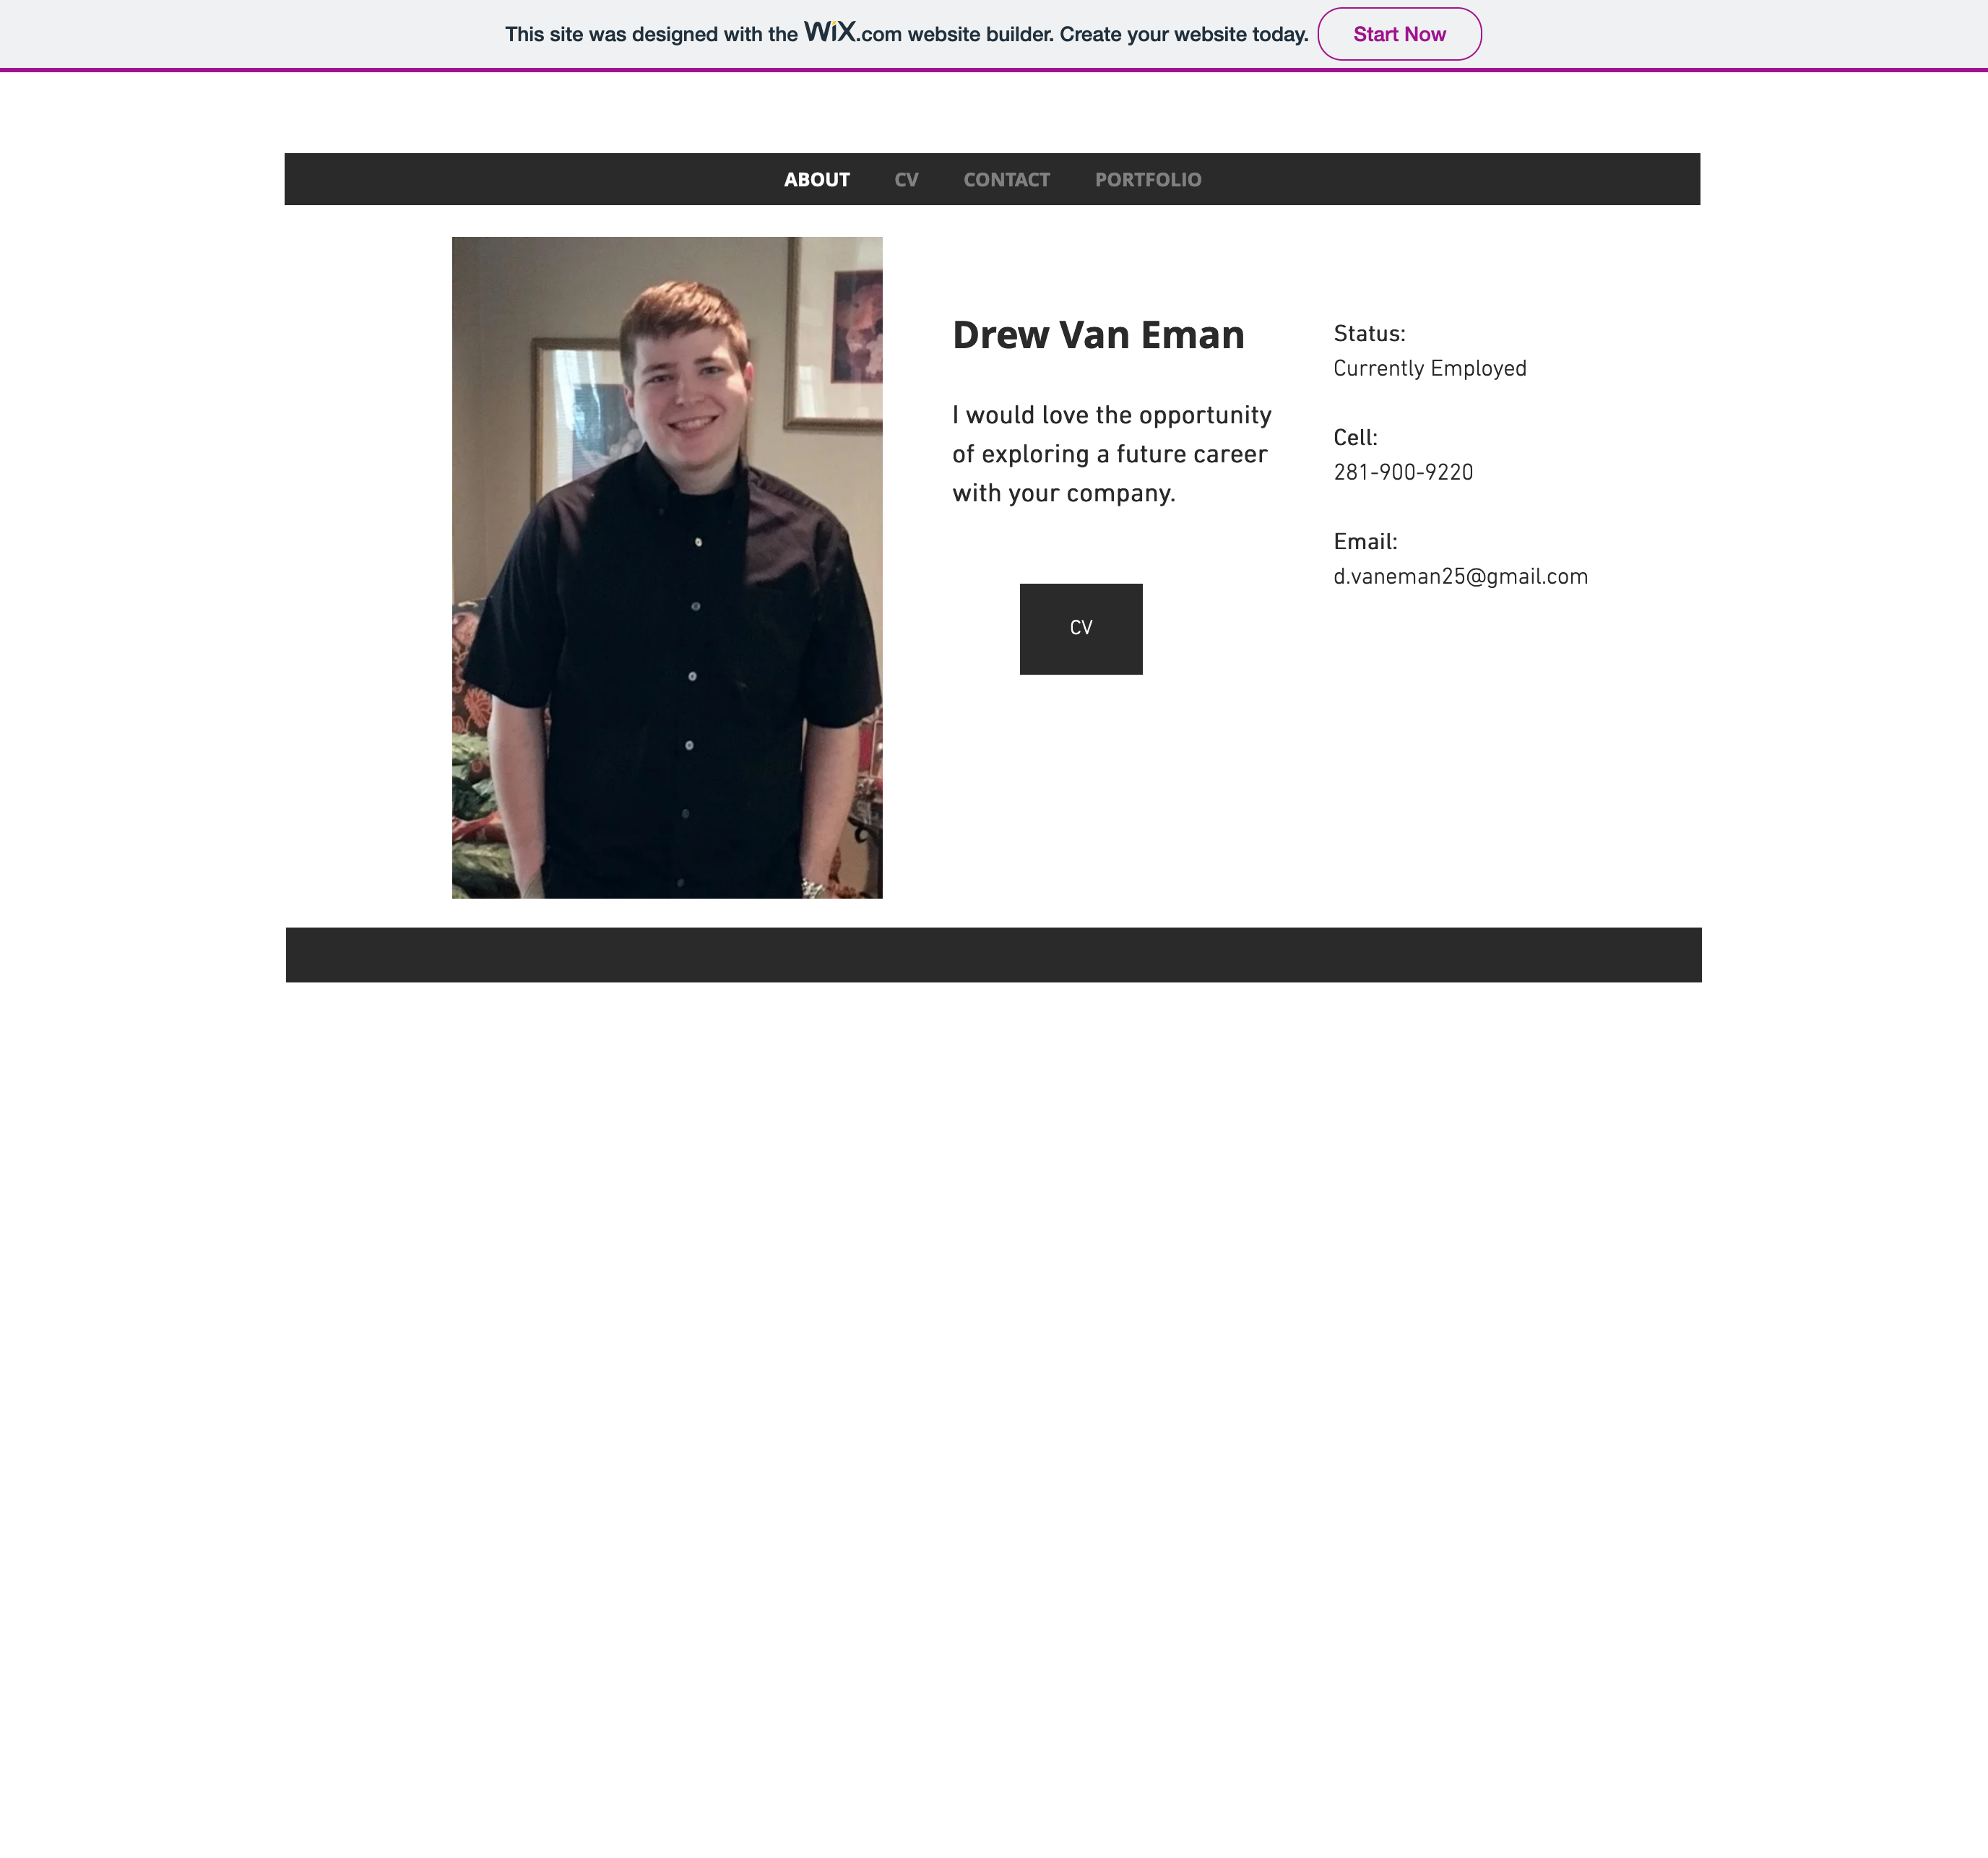 This site was designed with the WiX.com website builder. Create your website today. Start Now
ABOUT CV CONTACT PORTFOLIO
Drew Van Eman
I would love the opportunity
of exploring a future career
with your company.
CV
Status:
Currently Employed
Cell:
281-900-9220
Email:
d.vaneman25@gmail.com